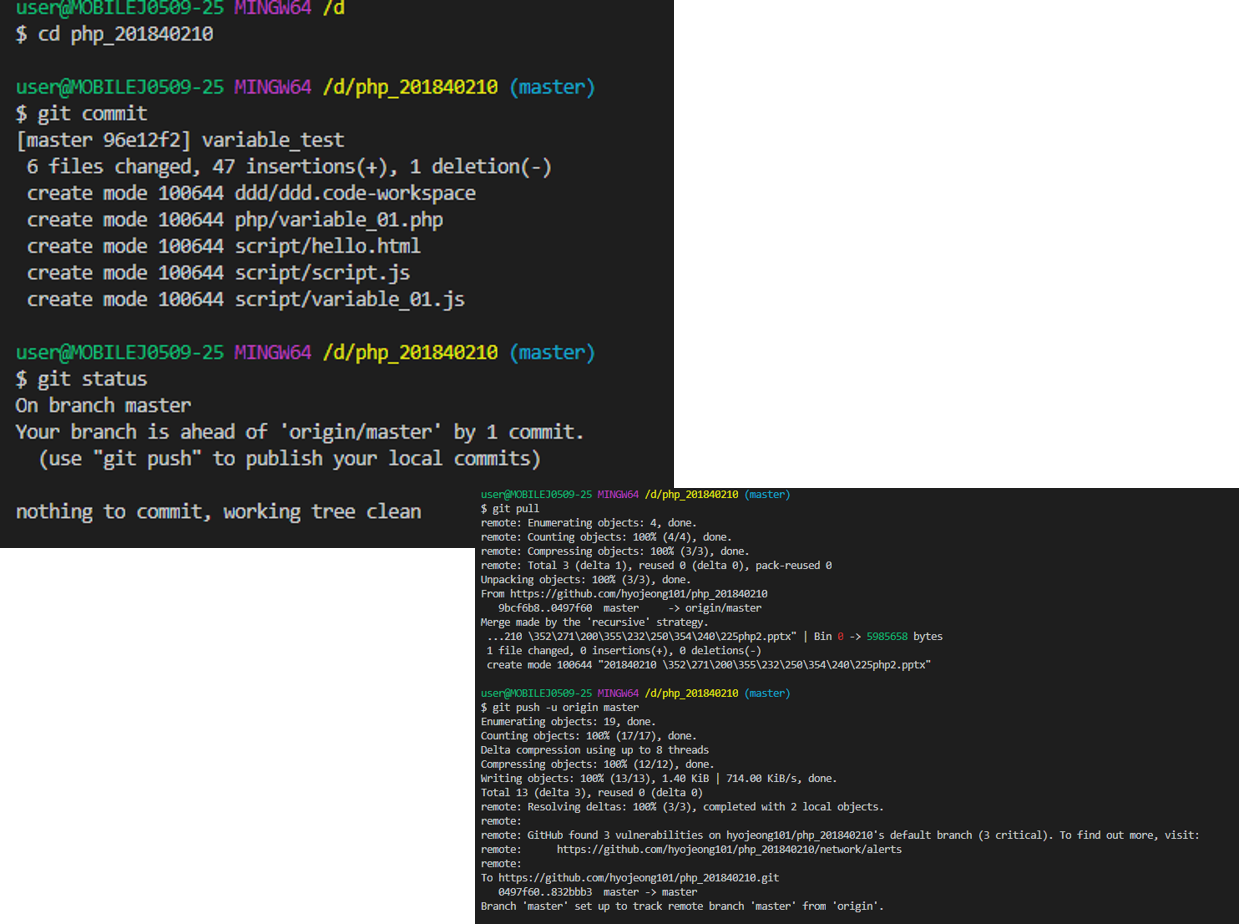 user@MOBILEJ0509-25 MINGW64 /d
$ cd php_201840210
user@MOBILEJ0509-25 MINGW64 /d/php_201840210 (master)
$ git commit
[master 96e12f2] variable_test
 6 files changed, 47 insertions(+), 1 deletion(-)
 create mode 100644 ddd/ddd.code-workspace
 create mode 100644 php/variable_01.php
 create mode 100644 script/hello.html
 create mode 100644 script/script.js
 create mode 100644 script/variable_01.js
user@MOBILEJ0509-25 MINGW64 /d/php_201840210 (master)
$ git status
On branch master
Your branch is ahead of 'origin/master' by 1 commit.
  (use "git push" to publish your local commits)
nothing to commit, working tree clean
user@MOBILEJ0509-25 MINGW64 /d/php_201840210 (master)
$ git pull
remote: Enumerating objects: 4, done.
remote: Counting objects: 100% (4/4), done.
remote: Compressing objects: 100% (3/3), done.
remote: Total 3 (delta 1), reused 0 (delta 0), pack-reused 0
Unpacking objects: 100% (3/3), done.
From https://github.com/hyojeong101/php_201840210
   9bcf6b8..0497f60  master     -> origin/master
Merge made by the 'recursive' strategy.
 ...210 \352\271\200\355\232\250\354\240\225php2.pptx" | Bin 0 -> 5985658 bytes
 1 file changed, 0 insertions(+), 0 deletions(-)
 create mode 100644 "201840210 \352\271\200\355\232\250\354\240\225php2.pptx"
user@MOBILEJ0509-25 MINGW64 /d/php_201840210 (master)
$ git push -u origin master
Enumerating objects: 19, done.
Counting objects: 100% (17/17), done.
Delta compression using up to 8 threads
Compressing objects: 100% (12/12), done.
Writing objects: 100% (13/13), 1.40 KiB | 714.00 KiB/s, done.
Total 13 (delta 3), reused 0 (delta 0)
remote: Resolving deltas: 100% (3/3), completed with 2 local objects.
remote:
remote: GitHub found 3 vulnerabilities on hyojeong101/php_201840210's default branch (3 critical). To find out more, visit:
remote:      https://github.com/hyojeong101/php_201840210/network/alerts
remote:
To https://github.com/hyojeong101/php_201840210.git
   0497f60..832bbb3  master -> master
Branch 'master' set up to track remote branch 'master' from 'origin'.